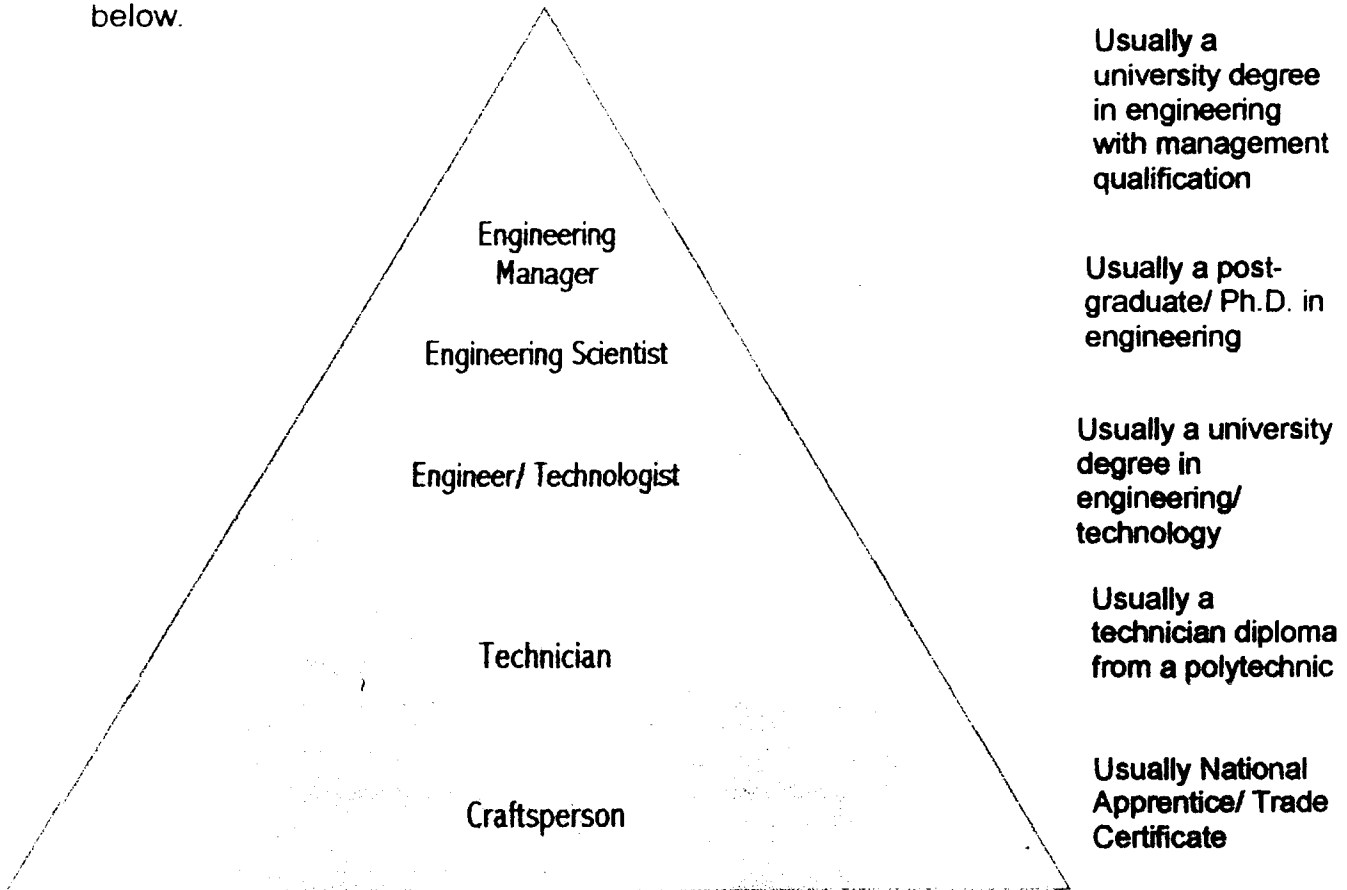 below.
Usually a
university degree
in engineering
with management
qualification
Engineering
Manager
Usually a post-
graduate/ Ph.D. in
engineering
Engineering Scientist
Usually a university
degree in
engineering/
technology
Engineer/ Technologist
Usually a
technician diploma
from a polytechnic
Technician
Usually National
Apprentice/ Trade
Certificate
Craftsperson